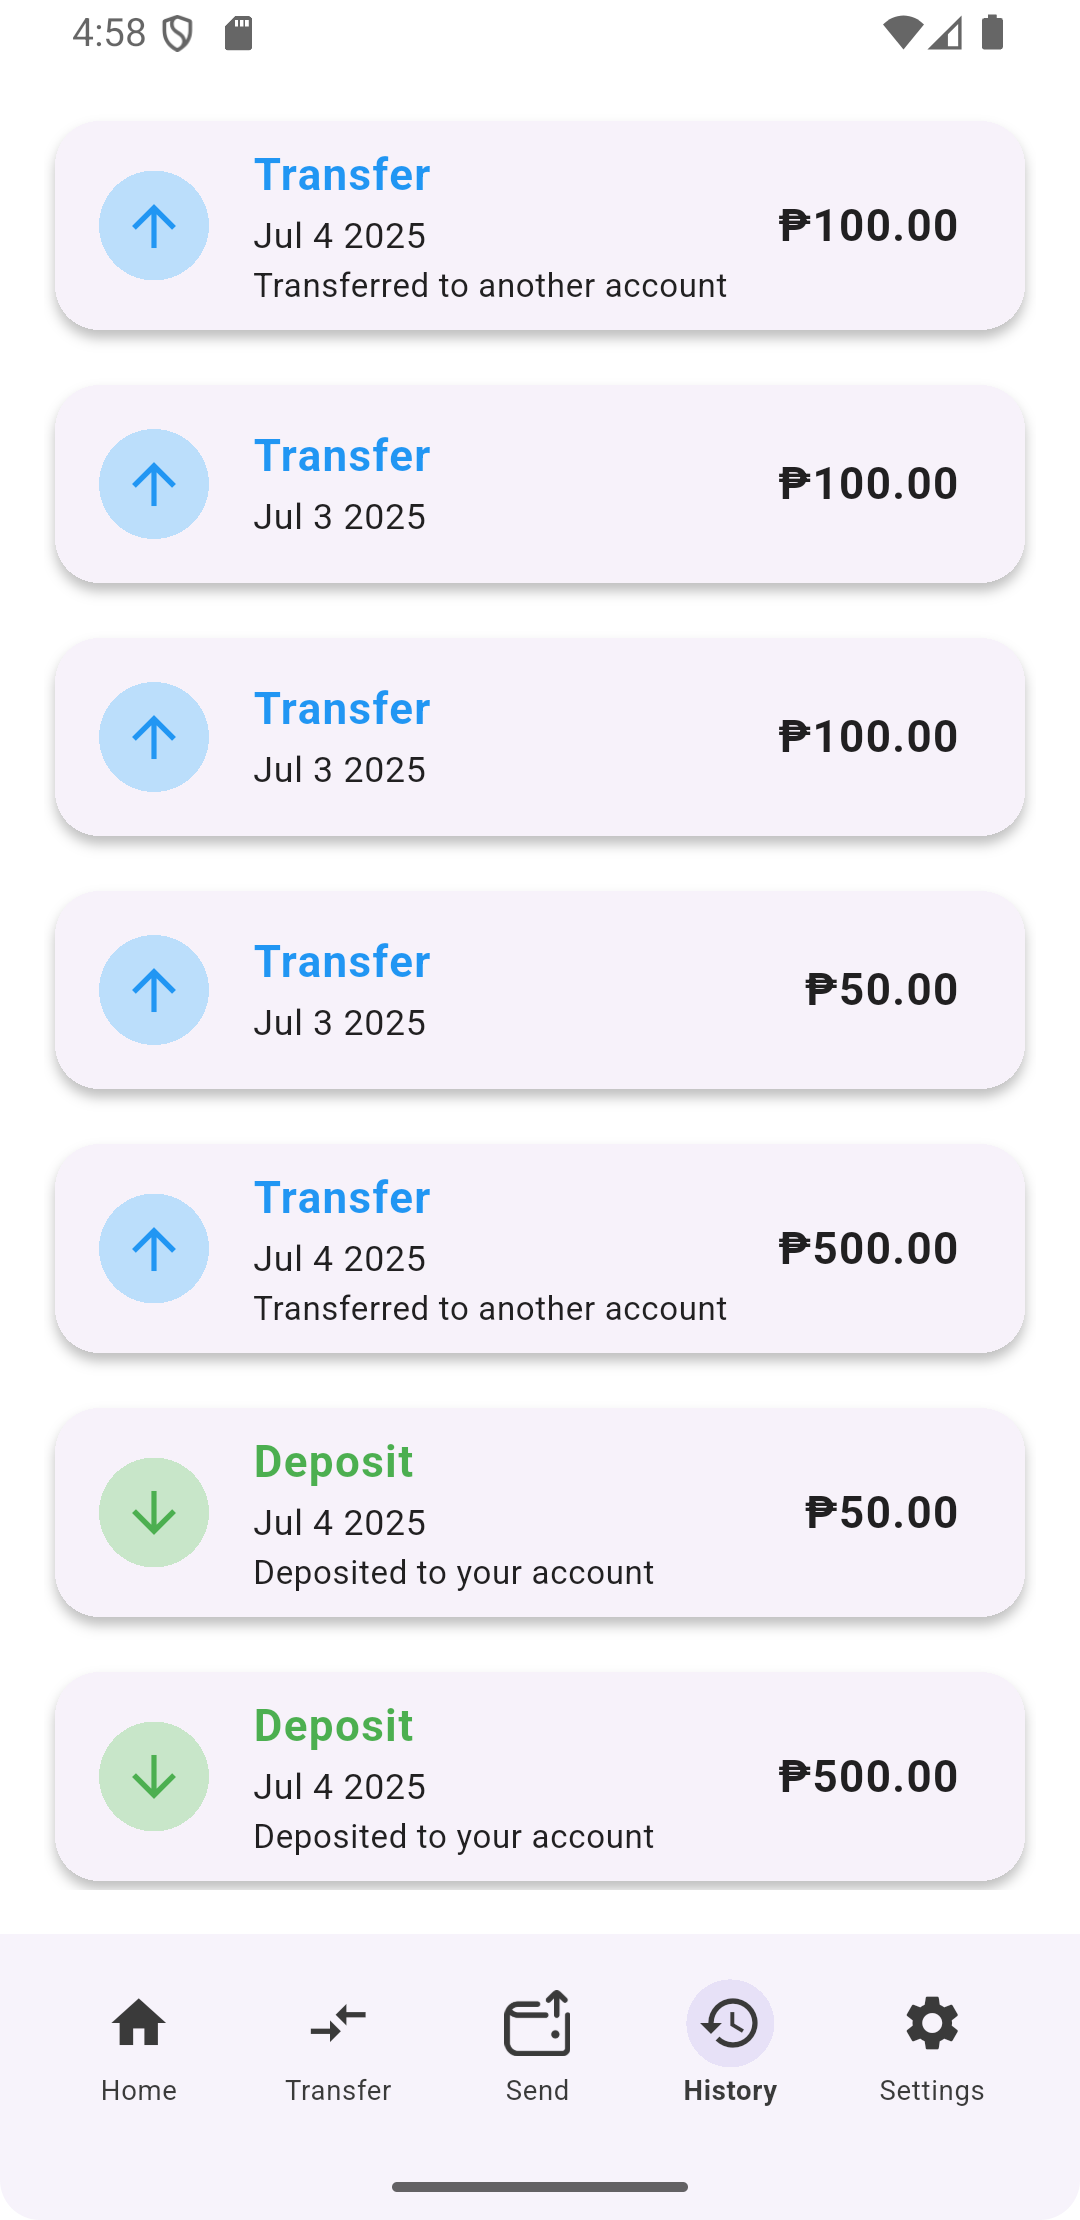 4:58
Transfer
Jul 4 2025
Transferred to another account
₱100.00
Transfer
Jul 3 2025
₱100.00
Transfer
Jul 3 2025
₱100.00
Transfer
Jul 3 2025
₱50.00
Transfer
Jul 4 2025
Transferred to another account
₱500.00
Deposit
Jul 4 2025
Deposited to your account
₱50.00
Deposit
Jul 4 2025
Deposited to your account
₱500.00
Home
Transfer
Send
History
Settings